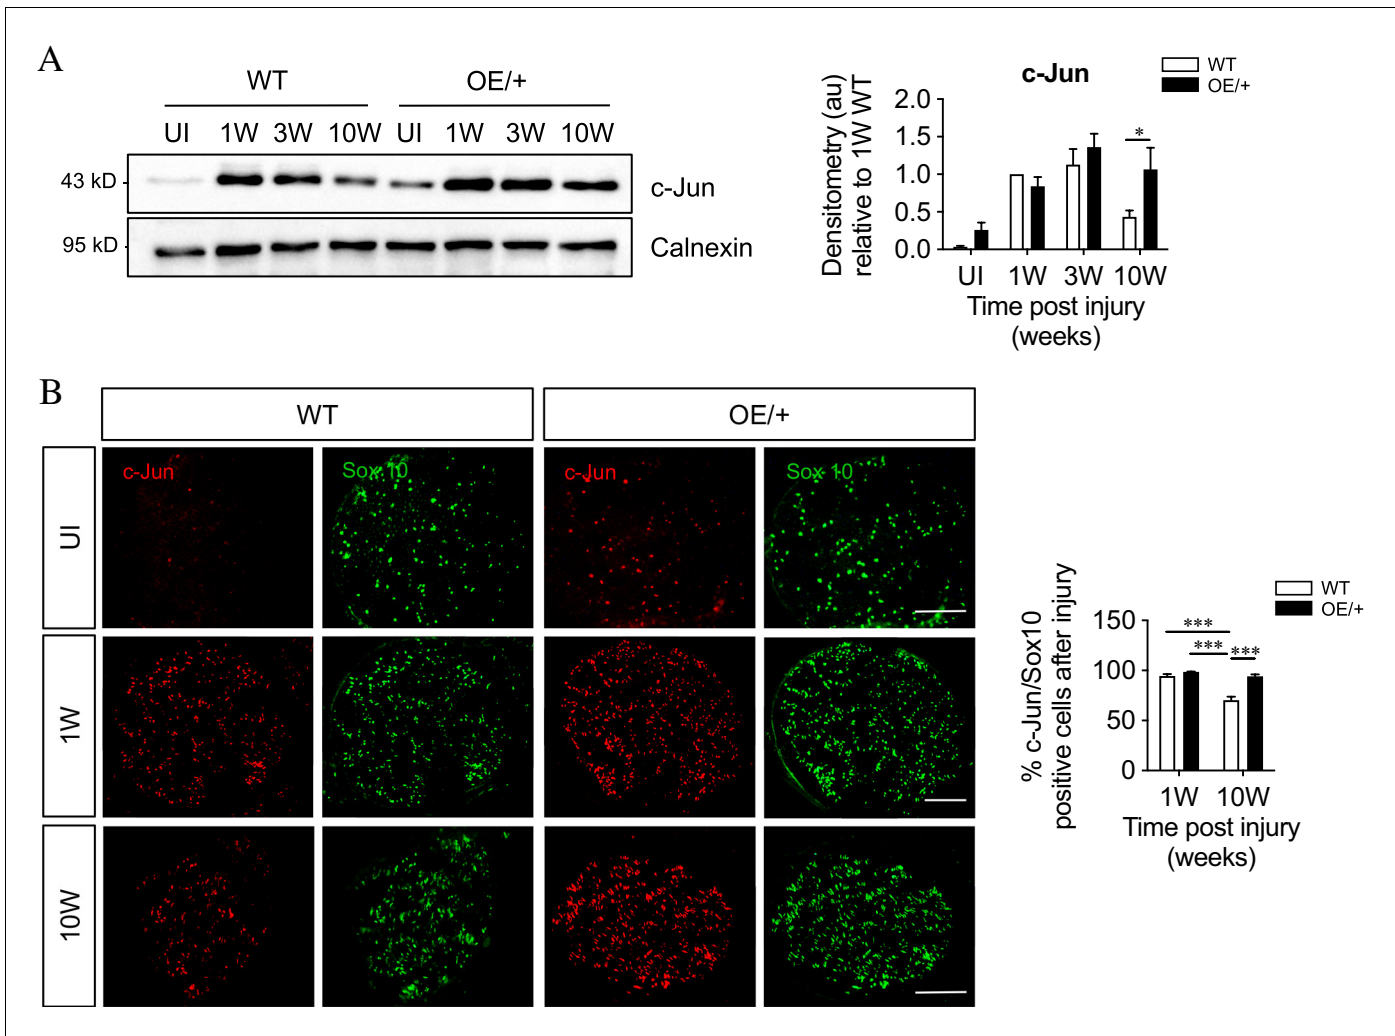 A
WT OE/+
UI 1W 3W 10W UI 1W 3W 10W
43 kD
c-Jun
95 kD
Calnexin
c-Jun
WT
OE/+
Densitometry (au)
relative to 1W WT
2.0
1.5
1.0
0.5
0.0
*
UI 1W 3W 10W
Time post injury
(weeks)
B
WT OE/+
UI
c-Jun Sox 10 c-Jun Sox 10
1W
10W
WT
OE/+
% c-Jun/Sox10
positive cells after injury
150
100
50
0
***
*** ***
1W 10W
Time post injury
(weeks)